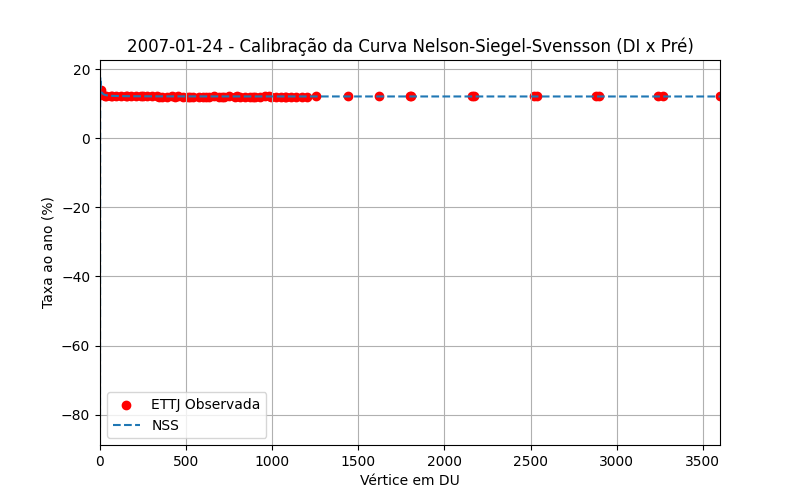 2007-01-24 - Calibração da Curva Nelson-Siegel-Svensson (DI x Pré)
Taxa ao ano (%)
20
0
−20
−40
−60
−80
ETTJ Observada
NSS
0 500 1000 1500 2000 2500 3000 3500
Vértice em DU